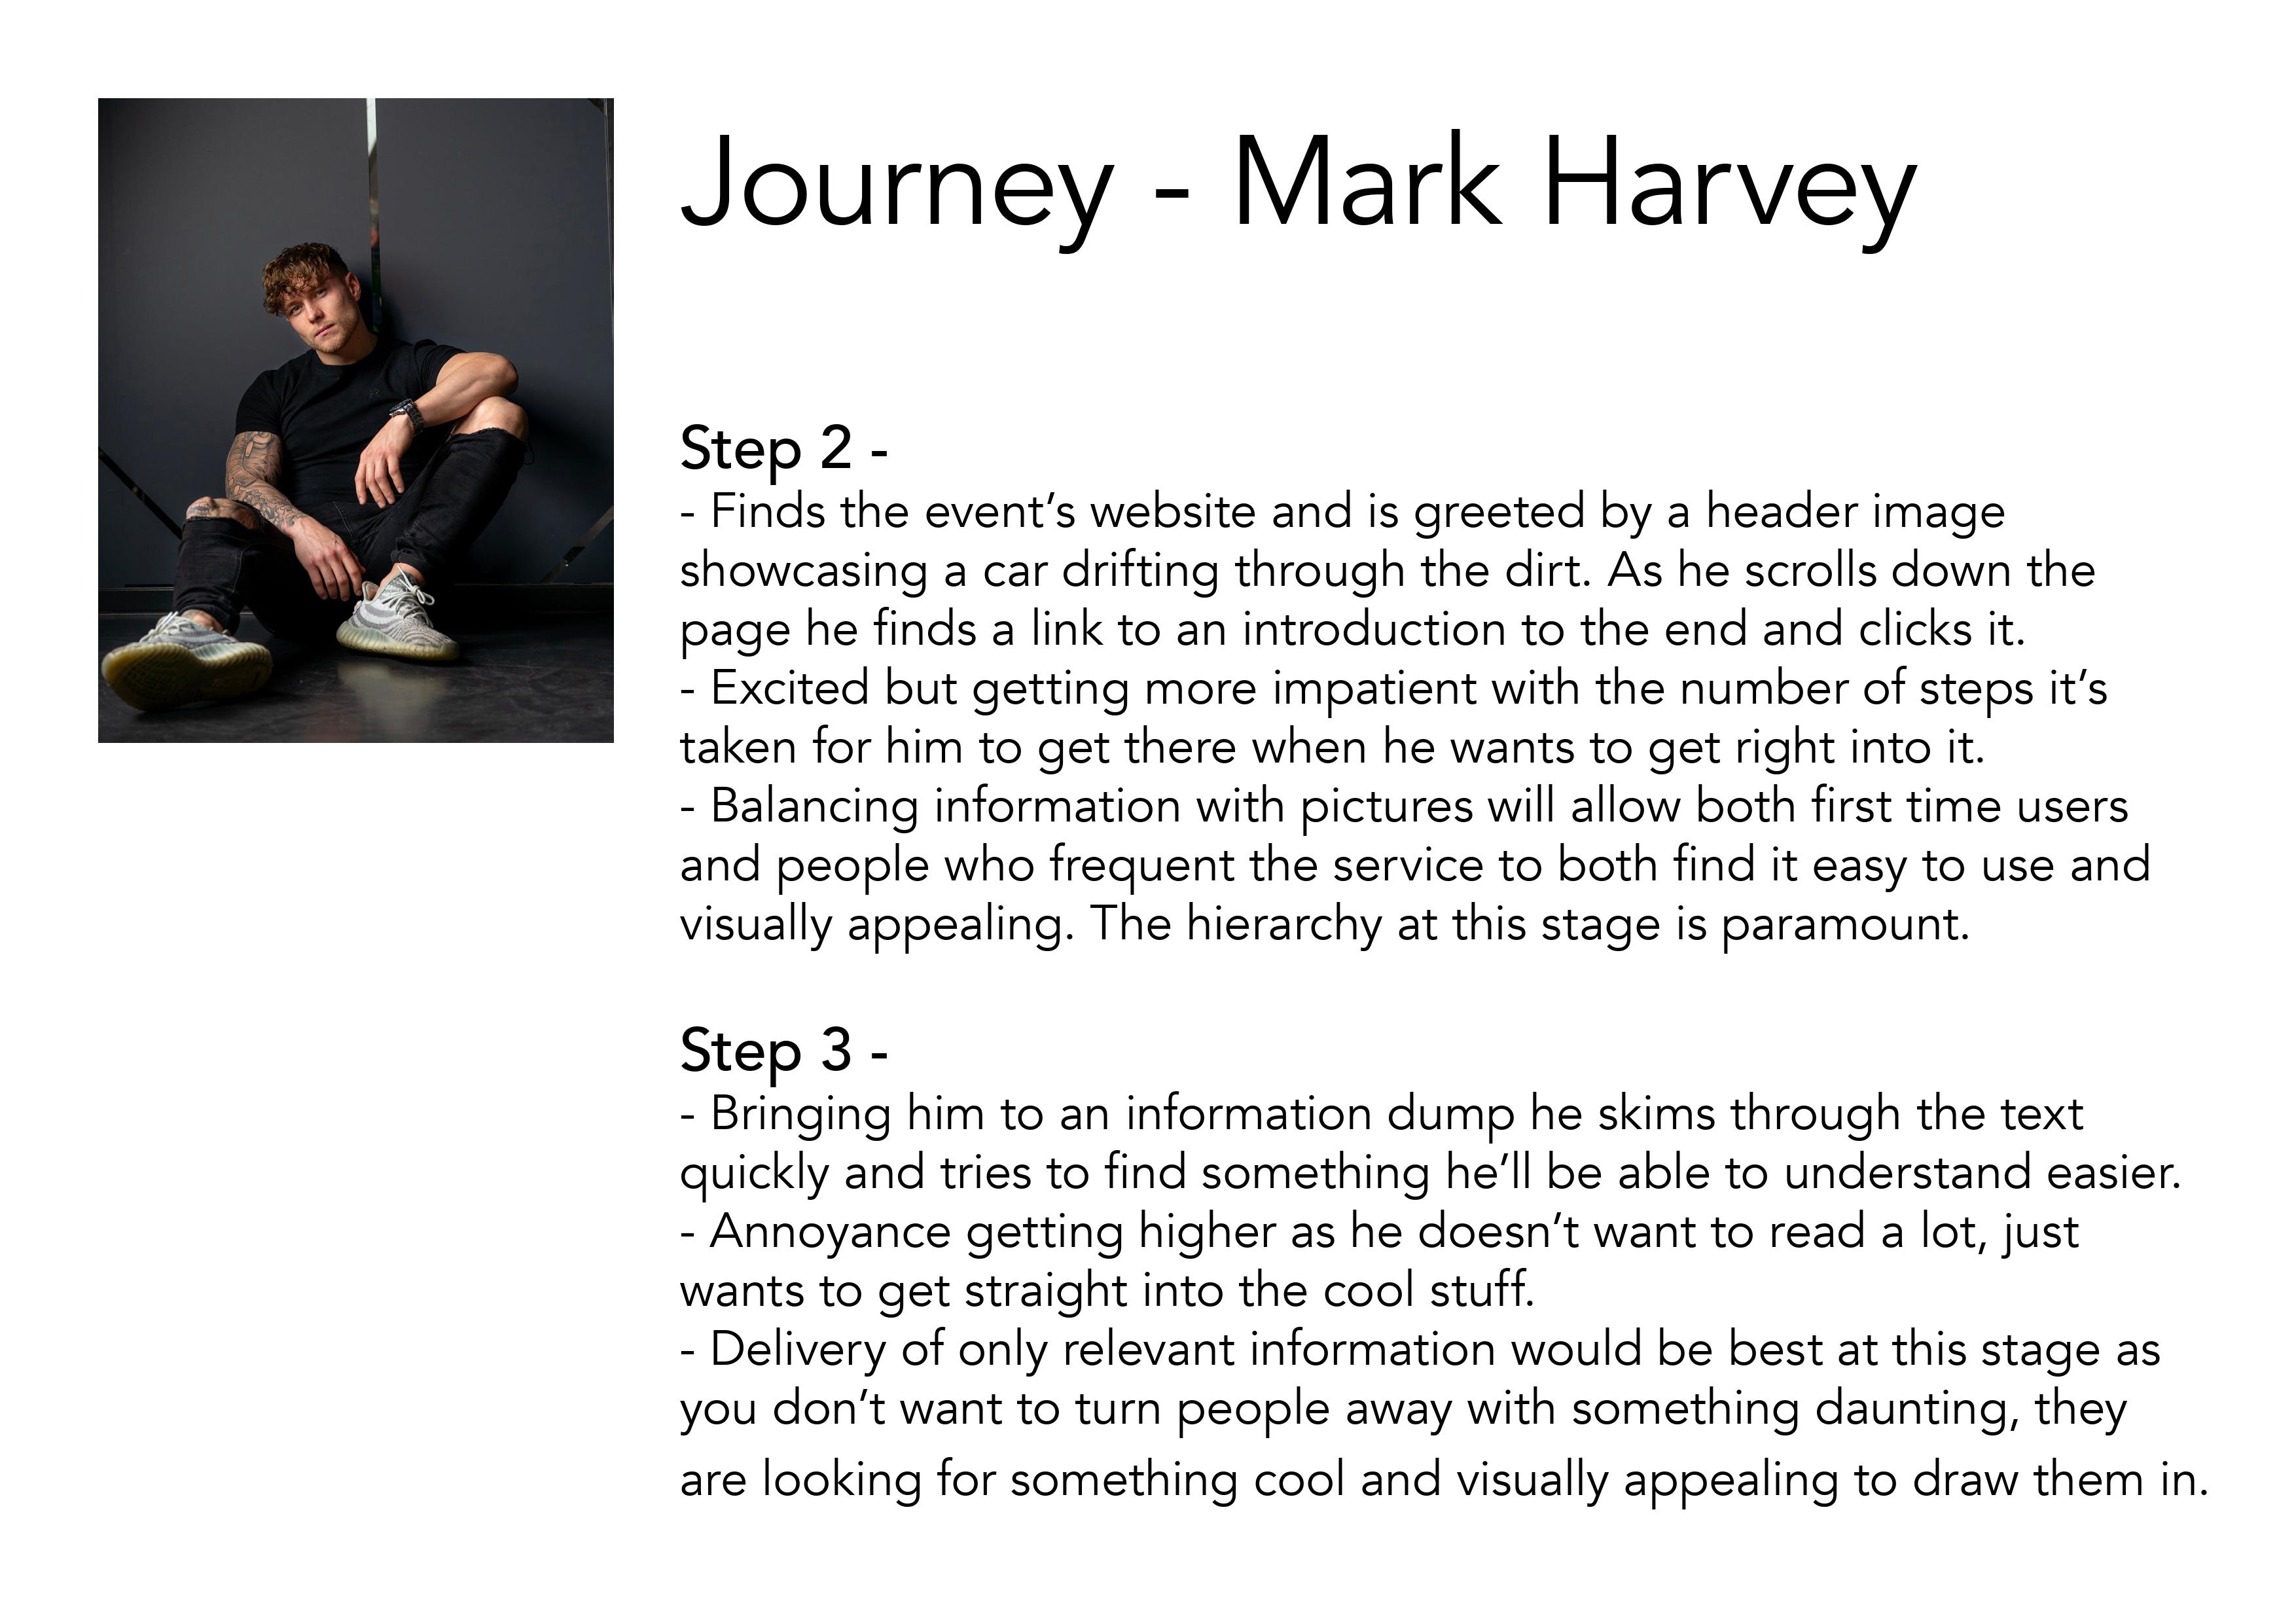 Journey - Mark Harvey
Step 2 -
- Finds the event’s website and is greeted by a header image
showcasing a car drifting through the dirt. As he scrolls down the
page he finds a link to an introduction to the end and clicks it.
- Excited but getting more impatient with the number of steps it’s
taken for him to get there when he wants to get right into it.
- Balancing information with pictures will allow both first time users
and people who frequent the service to both find it easy to use and
visually appealing. The hierarchy at this stage is paramount.
Step 3 -
- Bringing him to an information dump he skims through the text
quickly and tries to find something he’ll be able to understand easier.
- Annoyance getting higher as he doesn’t want to read a lot, just
wants to get straight into the cool stuff.
- Delivery of only relevant information would be best at this stage as
you don’t want to turn people away with something daunting, they
are looking for something cool and visually appealing to draw them in.